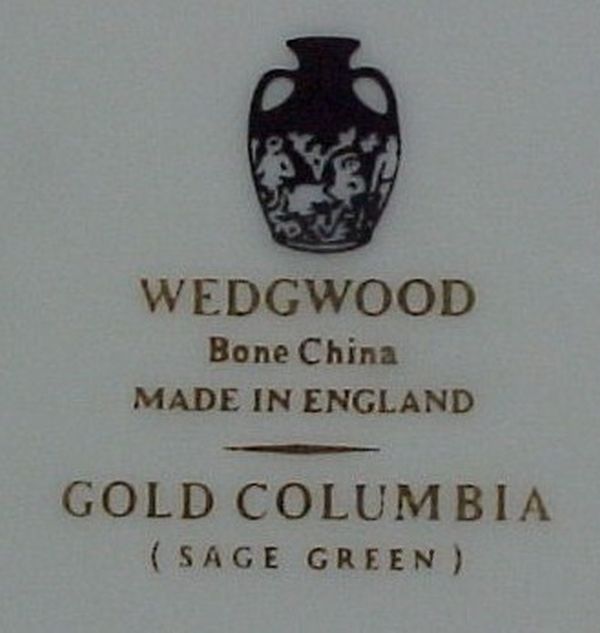 WEDGWOOD
Bone China
MADE IN ENGLAND
GOLD COLUMBIA
( SAGE GREEN )